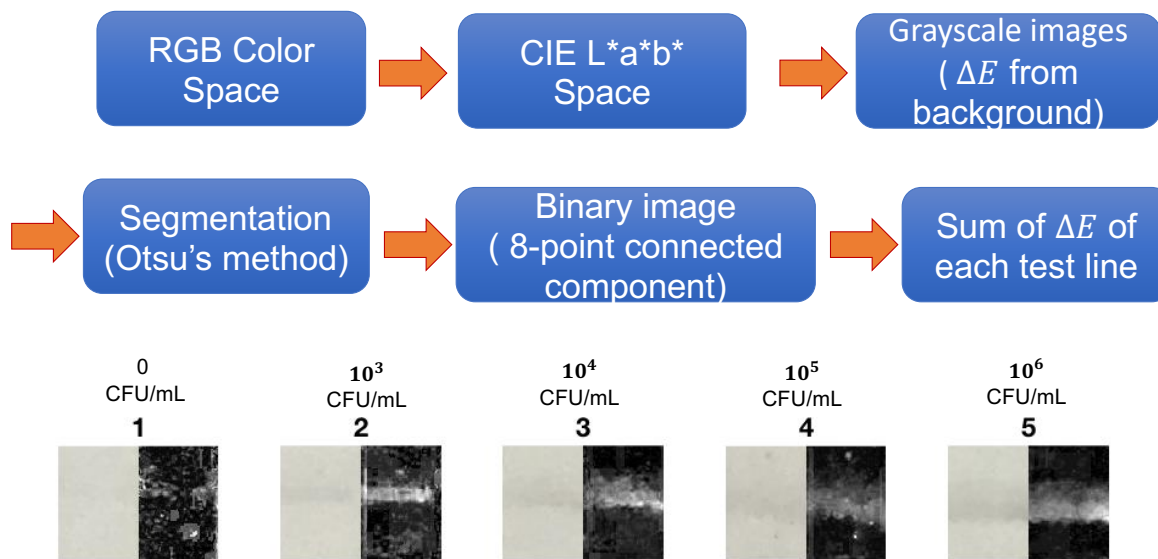 RGB Color
Space
CIE L*a*b*
Space
Grayscale images
( ΔE from
background)
Segmentation
(Otsu's method)
Binary image
( 8-point connected
component)
Sum of ΔE of
each test line
0
CFU/mL
1
10³
CFU/mL
2
10⁴
CFU/mL
3
10⁵
CFU/mL
4
10⁶
CFU/mL
5